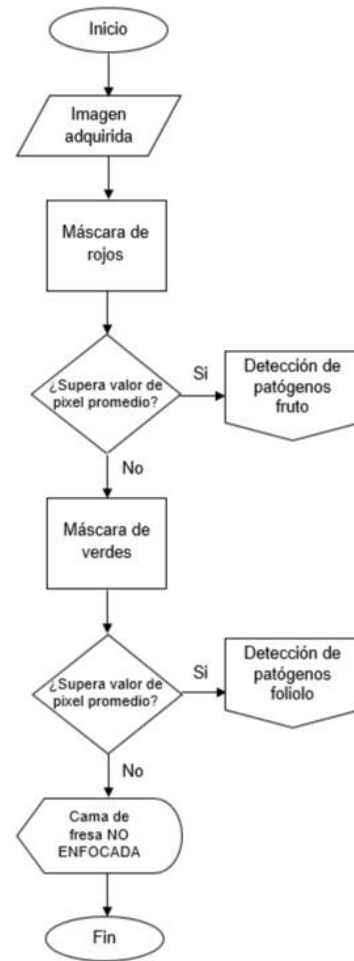 Inicio
Imagen
adquirida
Máscara de
rojos
¿Supera valor de
pixel promedio?
Si
Detección de
patógenos
fruto
No
Máscara de
verdes
¿Supera valor de
pixel promedio?
Si
Detección de
patógenos
foliolo
No
Cama de
fresa NO
ENFOCADA
Fin